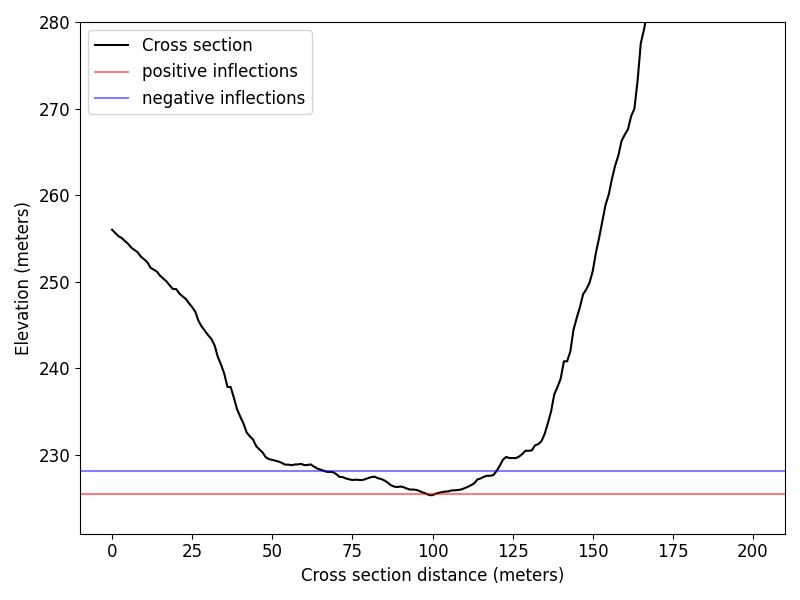 Cross section
positive inflections
negative inflections
280
270
260
250
240
230
Elevation (meters)
0 25 50 75 100 125 150 175 200
Cross section distance (meters)